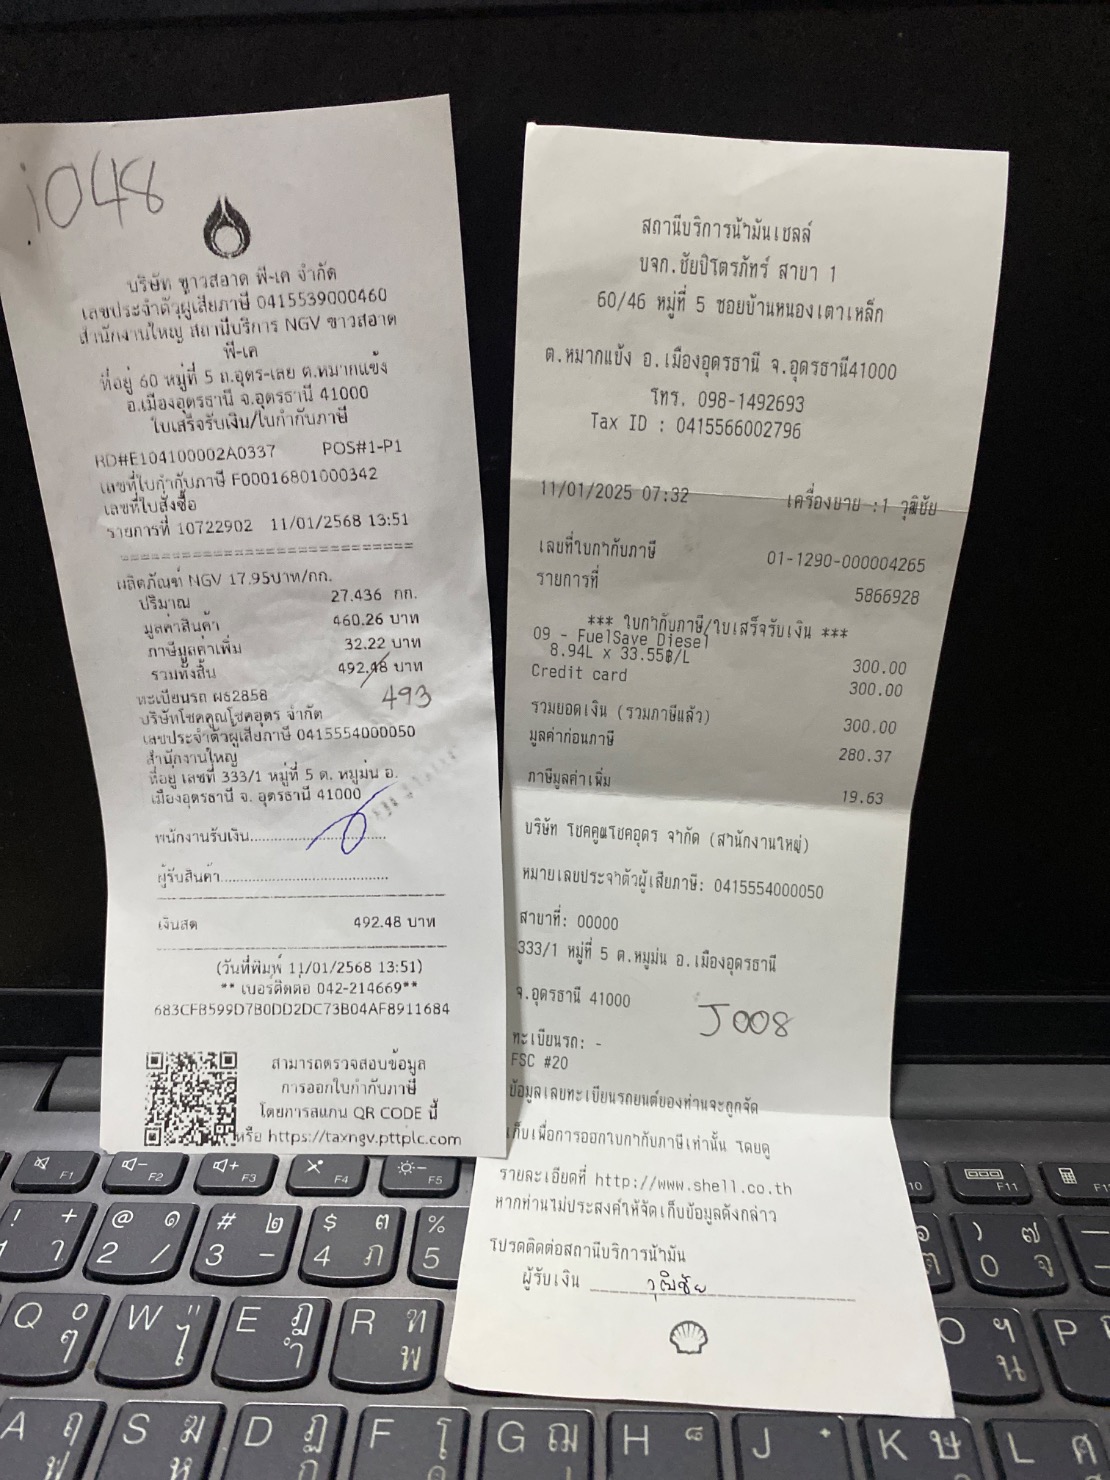 J048
บริษัท ขาวสอาด พี-เค จำกัด
เลขประจำตัวผู้เสียภาษี 0415539000460
สำนักงานใหญ่ สถานีบริการ NGV ขาวสอาด
พี-เค
ที่อยู่ 60 หมู่ที่ 5 ถ.อุดร-เลย ต.หมากแข้ง
อ.เมืองอุดรธานี จ.อุดรธานี 41000
ใบเสร็จรับเงิน/ใบกำกับภาษี
RD#E104100002A0337 POS#1-P1
เลขที่ใบกำกับภาษี F00016801000342
เลขที่ใบสั่งซื้อ
รายการที่ 10722902 11/01/2568 13:51
ผลิตภัณฑ์ NGV 17.95บาท/กก.
ปริมาณ 27.436 กก.
มูลค่าสินค้า 460.26 บาท
ภาษีมูลค่าเพิ่ม 32.22 บาท
รวมทั้งสิ้น 492.48 บาท
493
ทะเบียนรถ ผธ2858
บริษัทโชคคูณโชคอุดร จำกัด
เลขประจำตัวผู้เสียภาษี 0415554000050
สำนักงานใหญ่
ที่อยู่ เลขที่ 333/1 หมู่ที่ 5 ต. หมูม่น อ.
เมืองอุดรธานี จ. อุดรธานี 41000
พนักงานรับเงิน
ผู้รับสินค้า
เงินสด 492.48 บาท
(วันที่พิมพ์ 11/01/2568 13:51)
** เบอร์ติดต่อ 042-214669**
683CFB599D7B0DD2DC73B04AF8911684
สามารถตรวจสอบข้อมูล
การออกใบกำกับภาษี
โดยการสแกน QR CODE นี้
หรือ https://taxngv.pttplc.com
สถานีบริการน้ำมันเชลล์
บจก.ชัยปิโตรภัทร์ สาขา 1
60/46 หมู่ที่ 5 ซอยบ้านหนองเตาเหล็ก
ต.หมากแข้ง อ.เมืองอุดรธานี จ.อุดรธานี41000
โทร. 098-1492693
Tax ID : 0415566002796
11/01/2025 07:32 เครื่องขาย :1 วุฒิชัย
เลขที่ใบกำกับภาษี 01-1290-000004265
รายการที่ 5866928
*** ใบกำกับภาษี/ใบเสร็จรับเงิน ***
09 - FuelSave Diesel
8.94L x 33.55฿/L 300.00
Credit card 300.00
รวมยอดเงิน (รวมภาษีแล้ว) 300.00
มูลค่าก่อนภาษี 280.37
ภาษีมูลค่าเพิ่ม 19.63
บริษัท โชคคูณโชคอุดร จำกัด (สำนักงานใหญ่)
หมายเลขประจำตัวผู้เสียภาษี: 0415554000050
สาขาที่: 00000
333/1 หมู่ที่ 5 ต.หมูม่น อ.เมืองอุดรธานี
จ.อุดรธานี 41000
J008
ทะเบียนรถ: -
FSC #20
ข้อมูลเลขทะเบียนรถยนต์ของท่านจะถูกจัด
เก็บเพื่อการออกใบกำกับภาษีเท่านั้น โดยดู
รายละเอียดที่ http://www.shell.co.th
หากท่านไม่ประสงค์ให้จัดเก็บข้อมูลดังกล่าว
โปรดติดต่อสถานีบริการน้ำมัน
ผู้รับเงิน วุฒิชัย
F1 F2 F3 F4 F5 F11
! + @ ๑ # ๒ $ ๓ % ) ๗
1 ๅ 2 / 3 - 4 ภ 5 ต 0 จ
Q ๐ W " E ฎ R ฑ O ฯ P
ๆ ไ ำ พ น
A ฤ S ฆ D ฏ F โ G ฌ H ็ J ๋ K ษ L ศ
ฟ ห ก